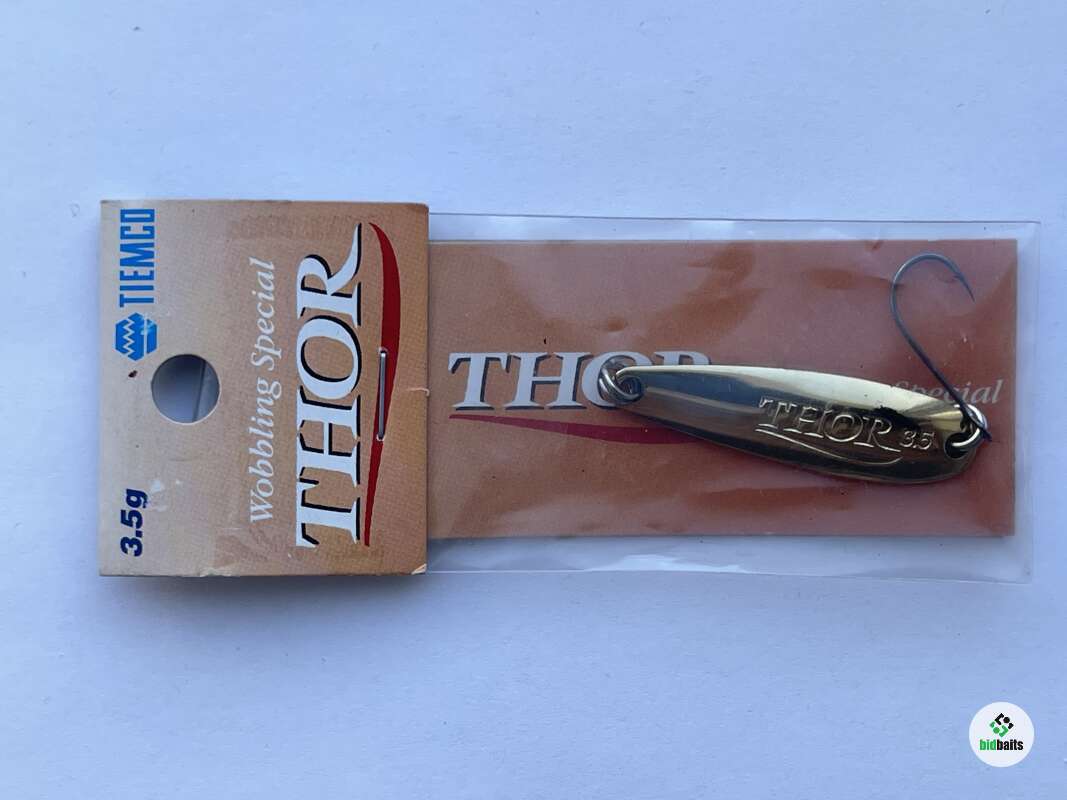 TIEMCO
Wobbling Special
THOR
3.5g
THOR
Special
THOR 3.5
bidbaits